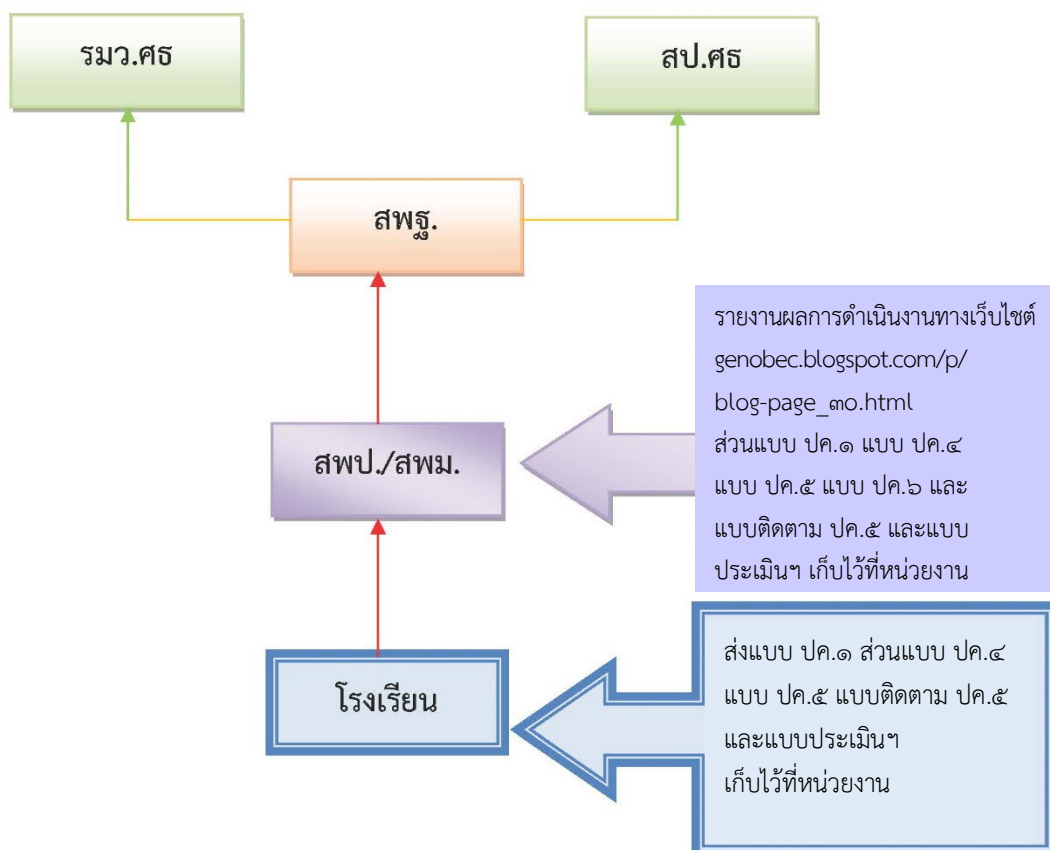 รมว.ศธ
สป.ศธ
สพฐ.
รายงานผลการดำเนินงานทางเว็บไซต์
genobec.blogspot.com/p/
blog-page_๓๐.html
ส่วนแบบ ปค.๑ แบบ ปค.๔
แบบ ปค.๕ แบบ ปค.๖ และ
แบบติดตาม ปค.๕ และแบบ
ประเมินฯ เก็บไว้ที่หน่วยงาน
สพป./สพม.
ส่งแบบ ปค.๑ ส่วนแบบ ปค.๔
แบบ ปค.๕ แบบติดตาม ปค.๕
และแบบประเมินฯ
เก็บไว้ที่หน่วยงาน
โรงเรียน